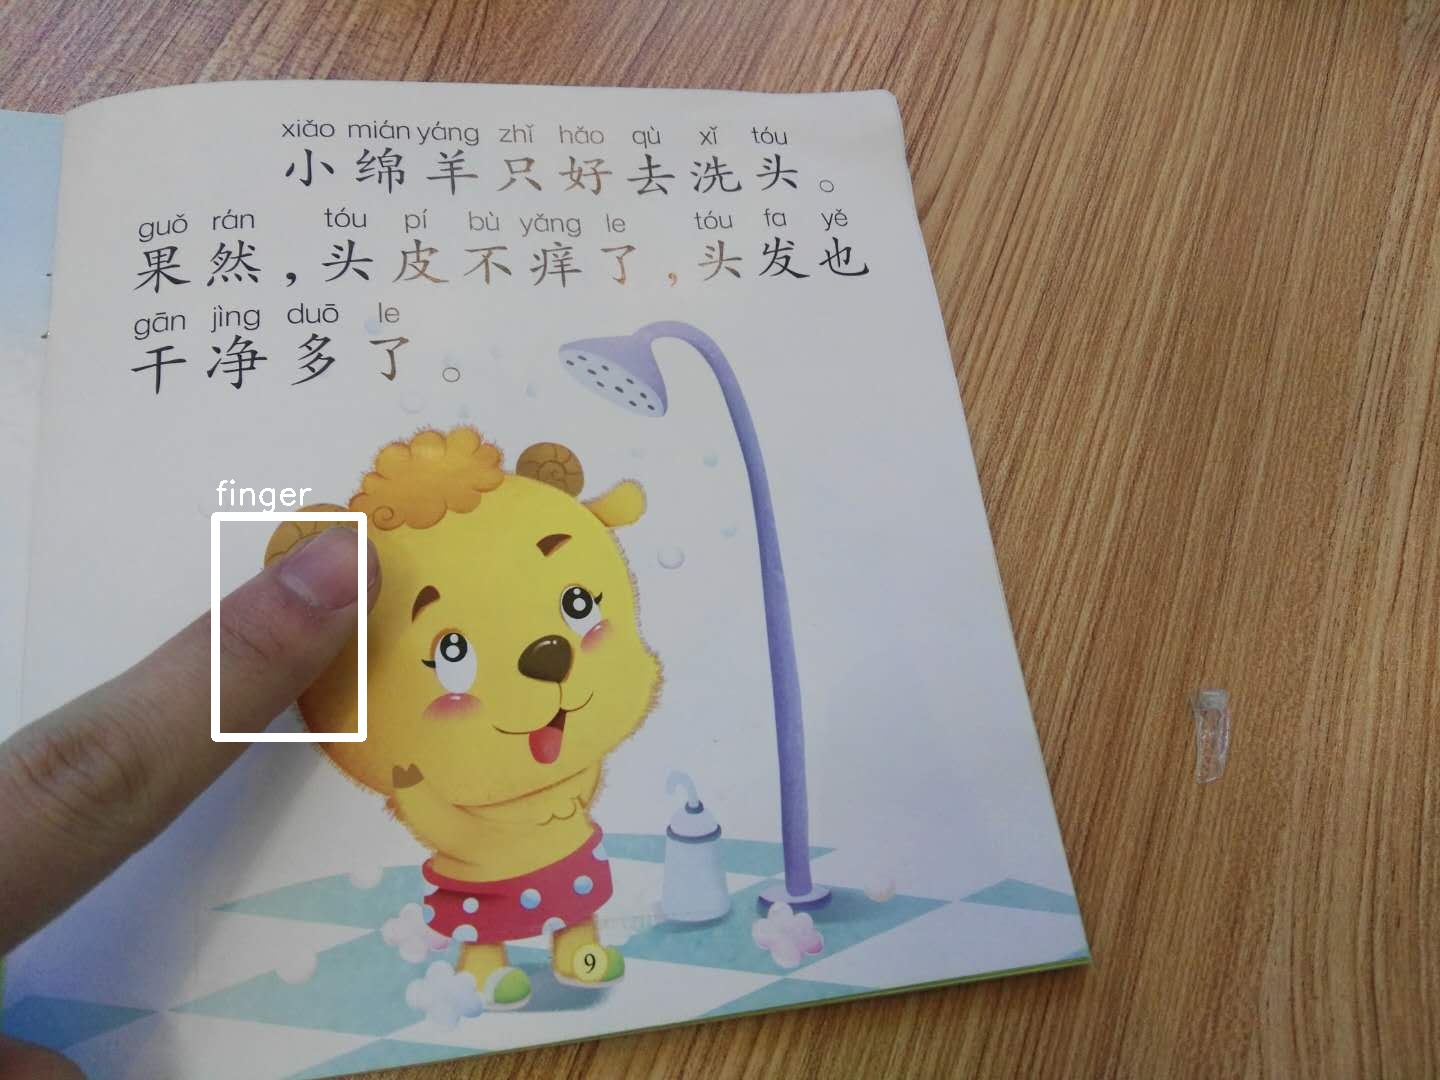 xiǎo mián yáng zhǐ hǎo qù xǐ tóu
小绵羊只好去洗头。
guǒ rán tóu pí bù yǎng le tóu fa yě
果然,头皮不痒了,头发也
gān jìng duō le
干净多了。
finger
9